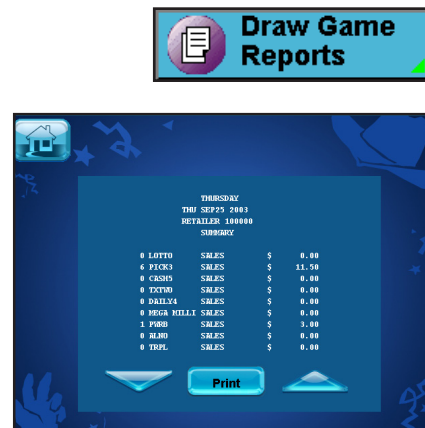 Draw Game
Reports
THURSDAY
THU SEP25 2003
RETAILER 100000
SUMMARY
0 LOTTO SALES $ 0.00
6 PICK3 SALES $ 11.50
0 CASH5 SALES $ 0.00
0 TXTWO SALES $ 0.00
0 DAILY4 SALES $ 0.00
0 MEGA MILLI SALES $ 0.00
1 PWRB SALES $ 3.00
0 ALNO SALES $ 0.00
0 TRPL SALES $ 0.00
Print